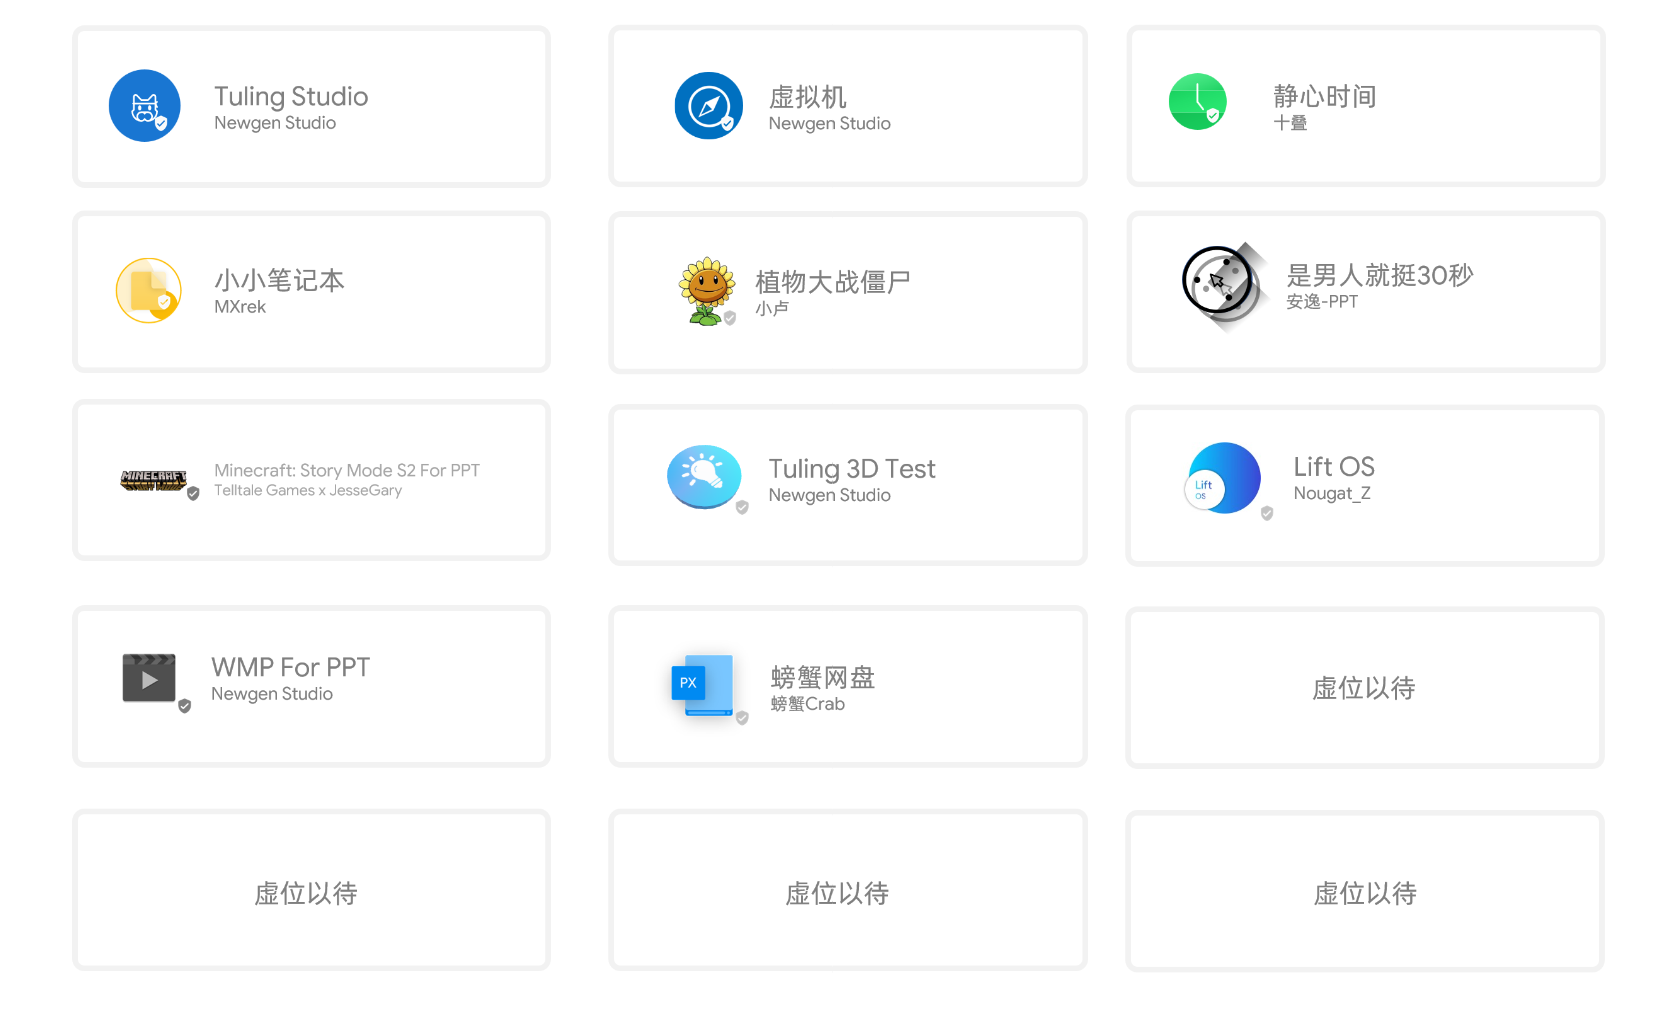 Tuling Studio
Newgen Studio
虚拟机
Newgen Studio
静心时间
十叠
小小笔记本
MXrek
植物大战僵尸
小卢
是男人就挺30秒
安逸-PPT
MINECRAFT
STORY MODE
Minecraft: Story Mode S2 For PPT
Telltale Games x JesseGary
Tuling 3D Test
Newgen Studio
Lift
OS
Lift OS
Nougat_Z
WMP For PPT
Newgen Studio
PX
螃蟹网盘
螃蟹Crab
虚位以待
虚位以待
虚位以待
虚位以待